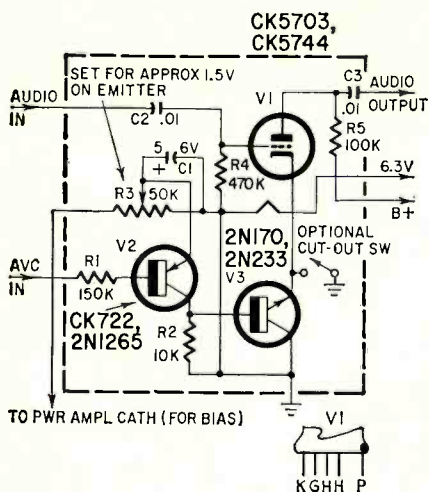 CK5703,
CK5744
SET FOR APPROX 1.5V
ON EMITTER
AUDIO
IN
C2 .01
V1
C3
.01
AUDIO
OUTPUT
R5
100K
5
6V
+
C1
R4
470K
6.3V
B+
R3
50K
V2
2N170,
2N233
V3
OPTIONAL
CUT-OUT SW
AVC
IN
R1
150K
CK722,
2N1265
R2
10K
TO PWR AMPL CATH (FOR BIAS)
V1
K G H H P